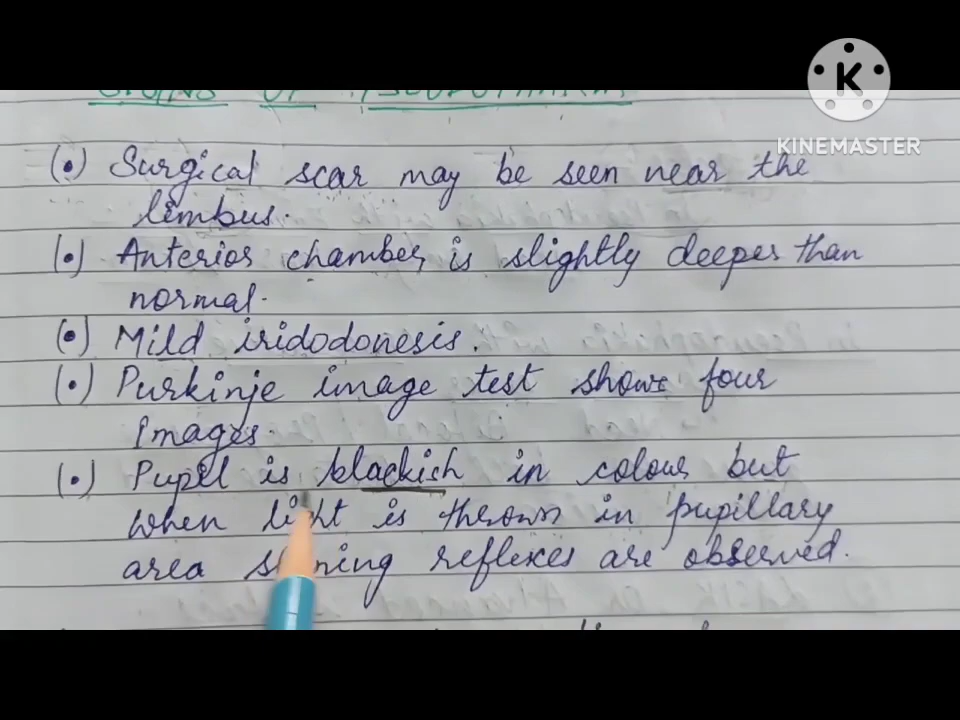 KINEMASTER
(•) Surgical scar may be seen near the
limbus.
(•) Anterior chamber is slightly deeper than
normal.
(•) Mild iridodonesis.
(•) Purkinje image test shows four
Images.
(•) Pupil is blackish in colour but
when light is thrown in pupillary
area shining reflexes are observed.